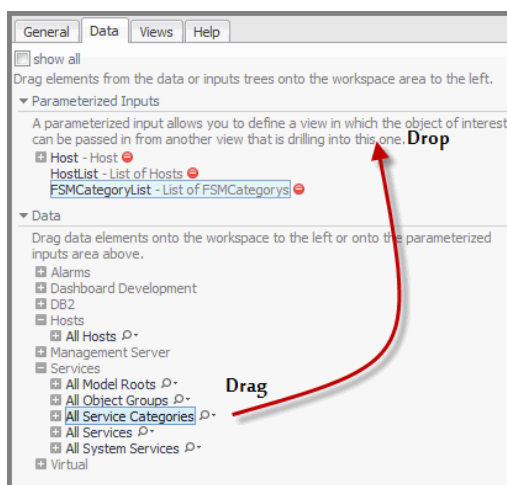 General Data Views Help
show all
Drag elements from the data or inputs trees onto the workspace area to the left.
Parameterized Inputs
A parameterized input allows you to define a view in which the object of interest
can be passed in from another view that is drilling into this one. Drop
Host - Host
HostList - List of Hosts
FSMCategoryList - List of FSMCategorys
Data
Drag data elements onto the workspace to the left or onto the parameterized
inputs area above.
Alarms
Dashboard Development
DB2
Hosts
All Hosts
Management Server
Services
All Model Roots
Drag
All Object Groups
All Service Categories
All Services
All System Services
Virtual